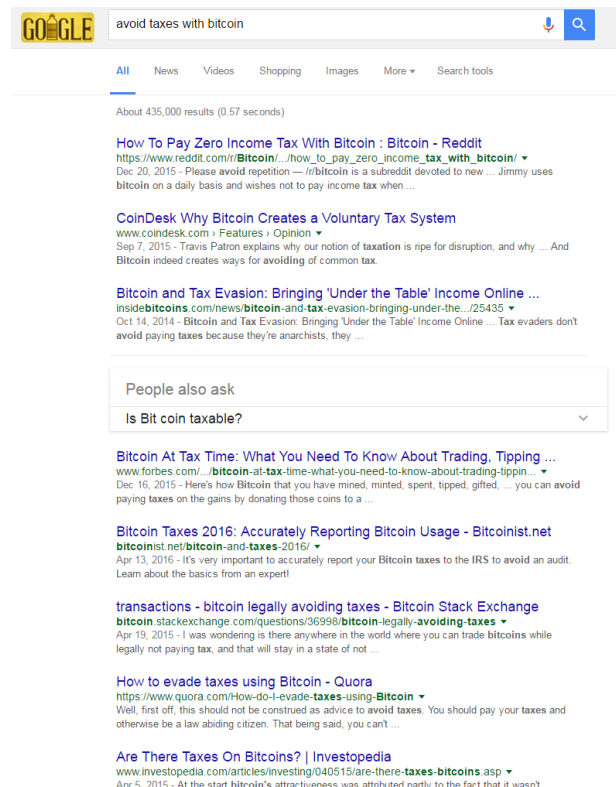 GOOGLE
avoid taxes with bitcoin
All News Videos Shopping Images More Search tools
About 435,000 results (0.57 seconds)
How To Pay Zero Income Tax With Bitcoin : Bitcoin - Reddit
https://www.reddit.com/r/Bitcoin/.../how_to_pay_zero_income_tax_with_bitcoin/
Dec 20, 2015 - Please avoid repetition — /r/bitcoin is a subreddit devoted to new ... Jimmy uses
bitcoin on a daily basis and wishes not to pay income tax when ...
CoinDesk Why Bitcoin Creates a Voluntary Tax System
www.coindesk.com › Features › Opinion
Sep 7, 2015 - Travis Patron explains why our notion of taxation is ripe for disruption, and why ... And
Bitcoin indeed creates ways for avoiding of common tax.
Bitcoin and Tax Evasion: Bringing 'Under the Table' Income Online ...
insidebitcoins.com/news/bitcoin-and-tax-evasion-bringing-under-the.../25435
Oct 14, 2014 - Bitcoin and Tax Evasion: Bringing 'Under the Table' Income Online ... Tax evaders don't
avoid paying taxes because they're anarchists, they ...
People also ask
Is Bit coin taxable?
Bitcoin At Tax Time: What You Need To Know About Trading, Tipping ...
www.forbes.com/.../bitcoin-at-tax-time-what-you-need-to-know-about-trading-tippin...
Dec 16, 2015 - Here's how Bitcoin that you have mined, minted, spent, tipped, gifted, ... you can avoid
paying taxes on the gains by donating those coins to a ...
Bitcoin Taxes 2016: Accurately Reporting Bitcoin Usage - Bitcoinist.net
bitcoinist.net/bitcoin-and-taxes-2016/
Apr 13, 2016 - It's very important to accurately report your Bitcoin taxes to the IRS to avoid an audit.
Learn about the basics from an expert!
transactions - bitcoin legally avoiding taxes - Bitcoin Stack Exchange
bitcoin.stackexchange.com/questions/36998/bitcoin-legally-avoiding-taxes
Apr 19, 2015 - I was wondering is there anywhere in the world where you can trade bitcoins while
legally not paying tax, and that will stay in a state of not ...
How to evade taxes using Bitcoin - Quora
https://www.quora.com/How-do-I-evade-taxes-using-Bitcoin
Well, first off, this should not be construed as advice to avoid taxes. You should pay your taxes and
otherwise be a law abiding citizen. That being said, you can't ...
Are There Taxes On Bitcoins? | Investopedia
www.investopedia.com/articles/investing/040515/are-there-taxes-bitcoins.asp
Apr 5, 2015 - At the start bitcoin's attractiveness was attributed partly to the fact that it wasn't